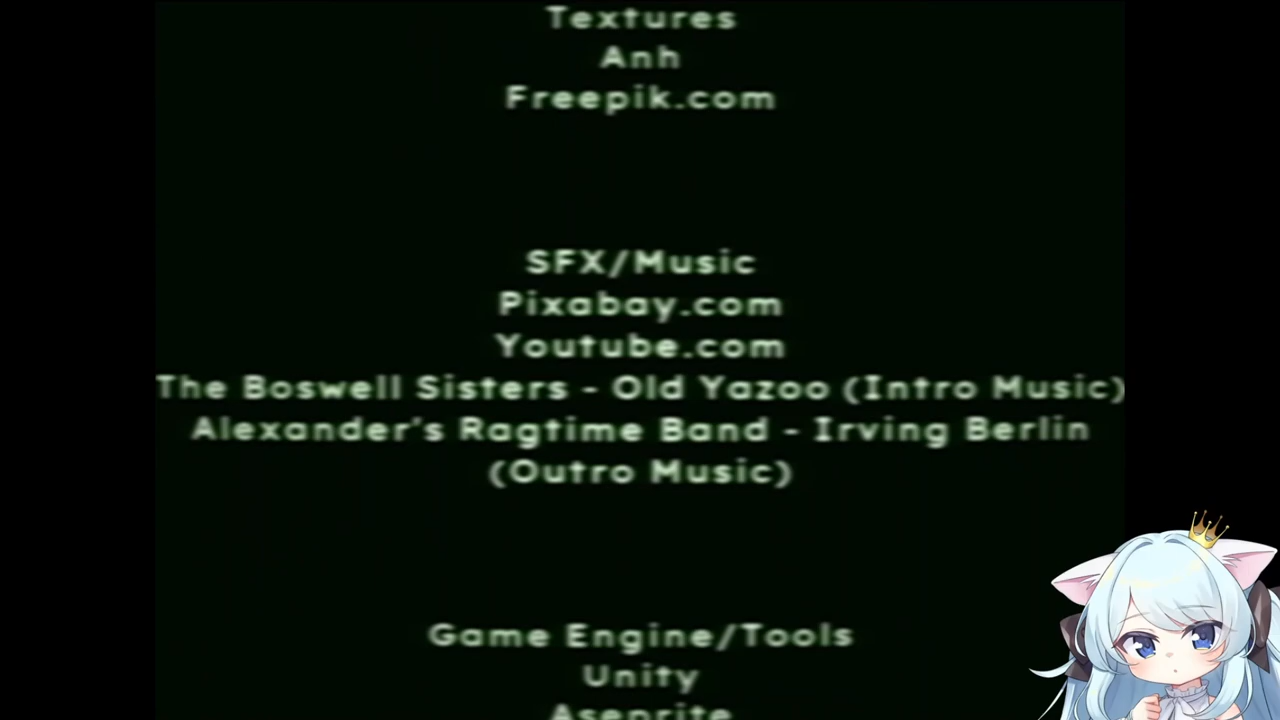 Textures
Anh
Freepik.com
SFX/Music
Pixabay.com
Youtube.com
The Boswell Sisters - Old Yazoo (Intro Music)
Alexander's Ragtime Band - Irving Berlin
(Outro Music)
Game Engine/Tools
Unity
Aseprite